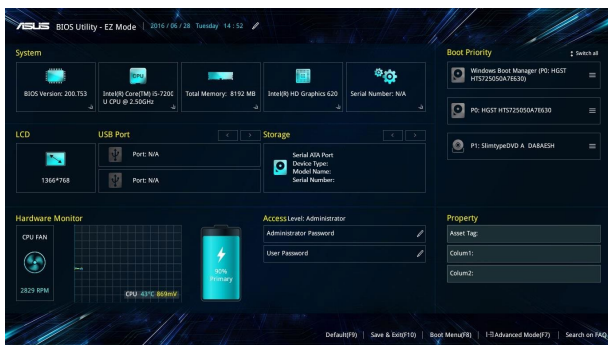 ASUS BIOS Utility - EZ Mode 2016 / 06 / 28 Tuesday 14 : 52
System
BIOS Version: 200.T53
Intel(R) Core(TM) i5-7200
U CPU @ 2.50GHz
Total Memory: 8192 MB
Intel(R) HD Graphics 620
Serial Number: N/A
CPU
Boot Priority
Switch all
Windows Boot Manager (P0: HGST
HTS725050A7E630)
P0: HGST HTS725050A7E630
P1: SlimtypeDVD A DA8AESH
LCD
1366*768
USB Port
Port: N/A
Port: N/A
Storage
Serial ATA Port
Device Type:
Model Name:
Serial Number:
Hardware Monitor
CPU FAN
2829 RPM
CPU 43°C 869mV
90%
Primary
Access Level: Administrator
Administrator Password
User Password
Property
Asset Tag:
Colum1:
Colum2:
Default(F9) Save & Exit(F10) Boot Menu(F8) Advanced Mode(F7) Search on FAQ